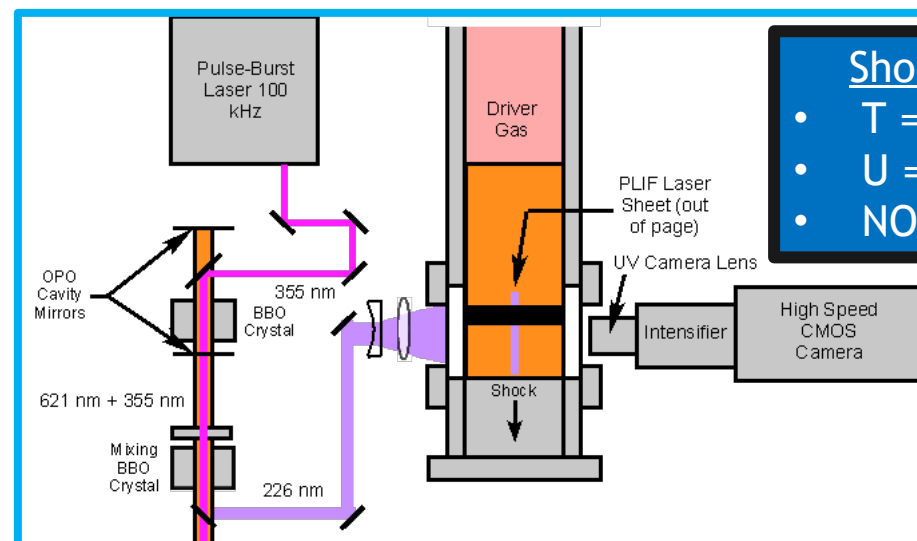 Pulse-Burst
Laser 100
kHz
Driver
Gas
PLIF Laser
Sheet (out
of page)
• T =
• U =
• NO
OPO
Cavity
Mirrors
355 nm
BBO
Crystal
UV Camera Lens
Intensifier
High Speed
CMOS
Camera
621 nm + 355 nm
Shock
Mixing
BBO
Crystal
226 nm